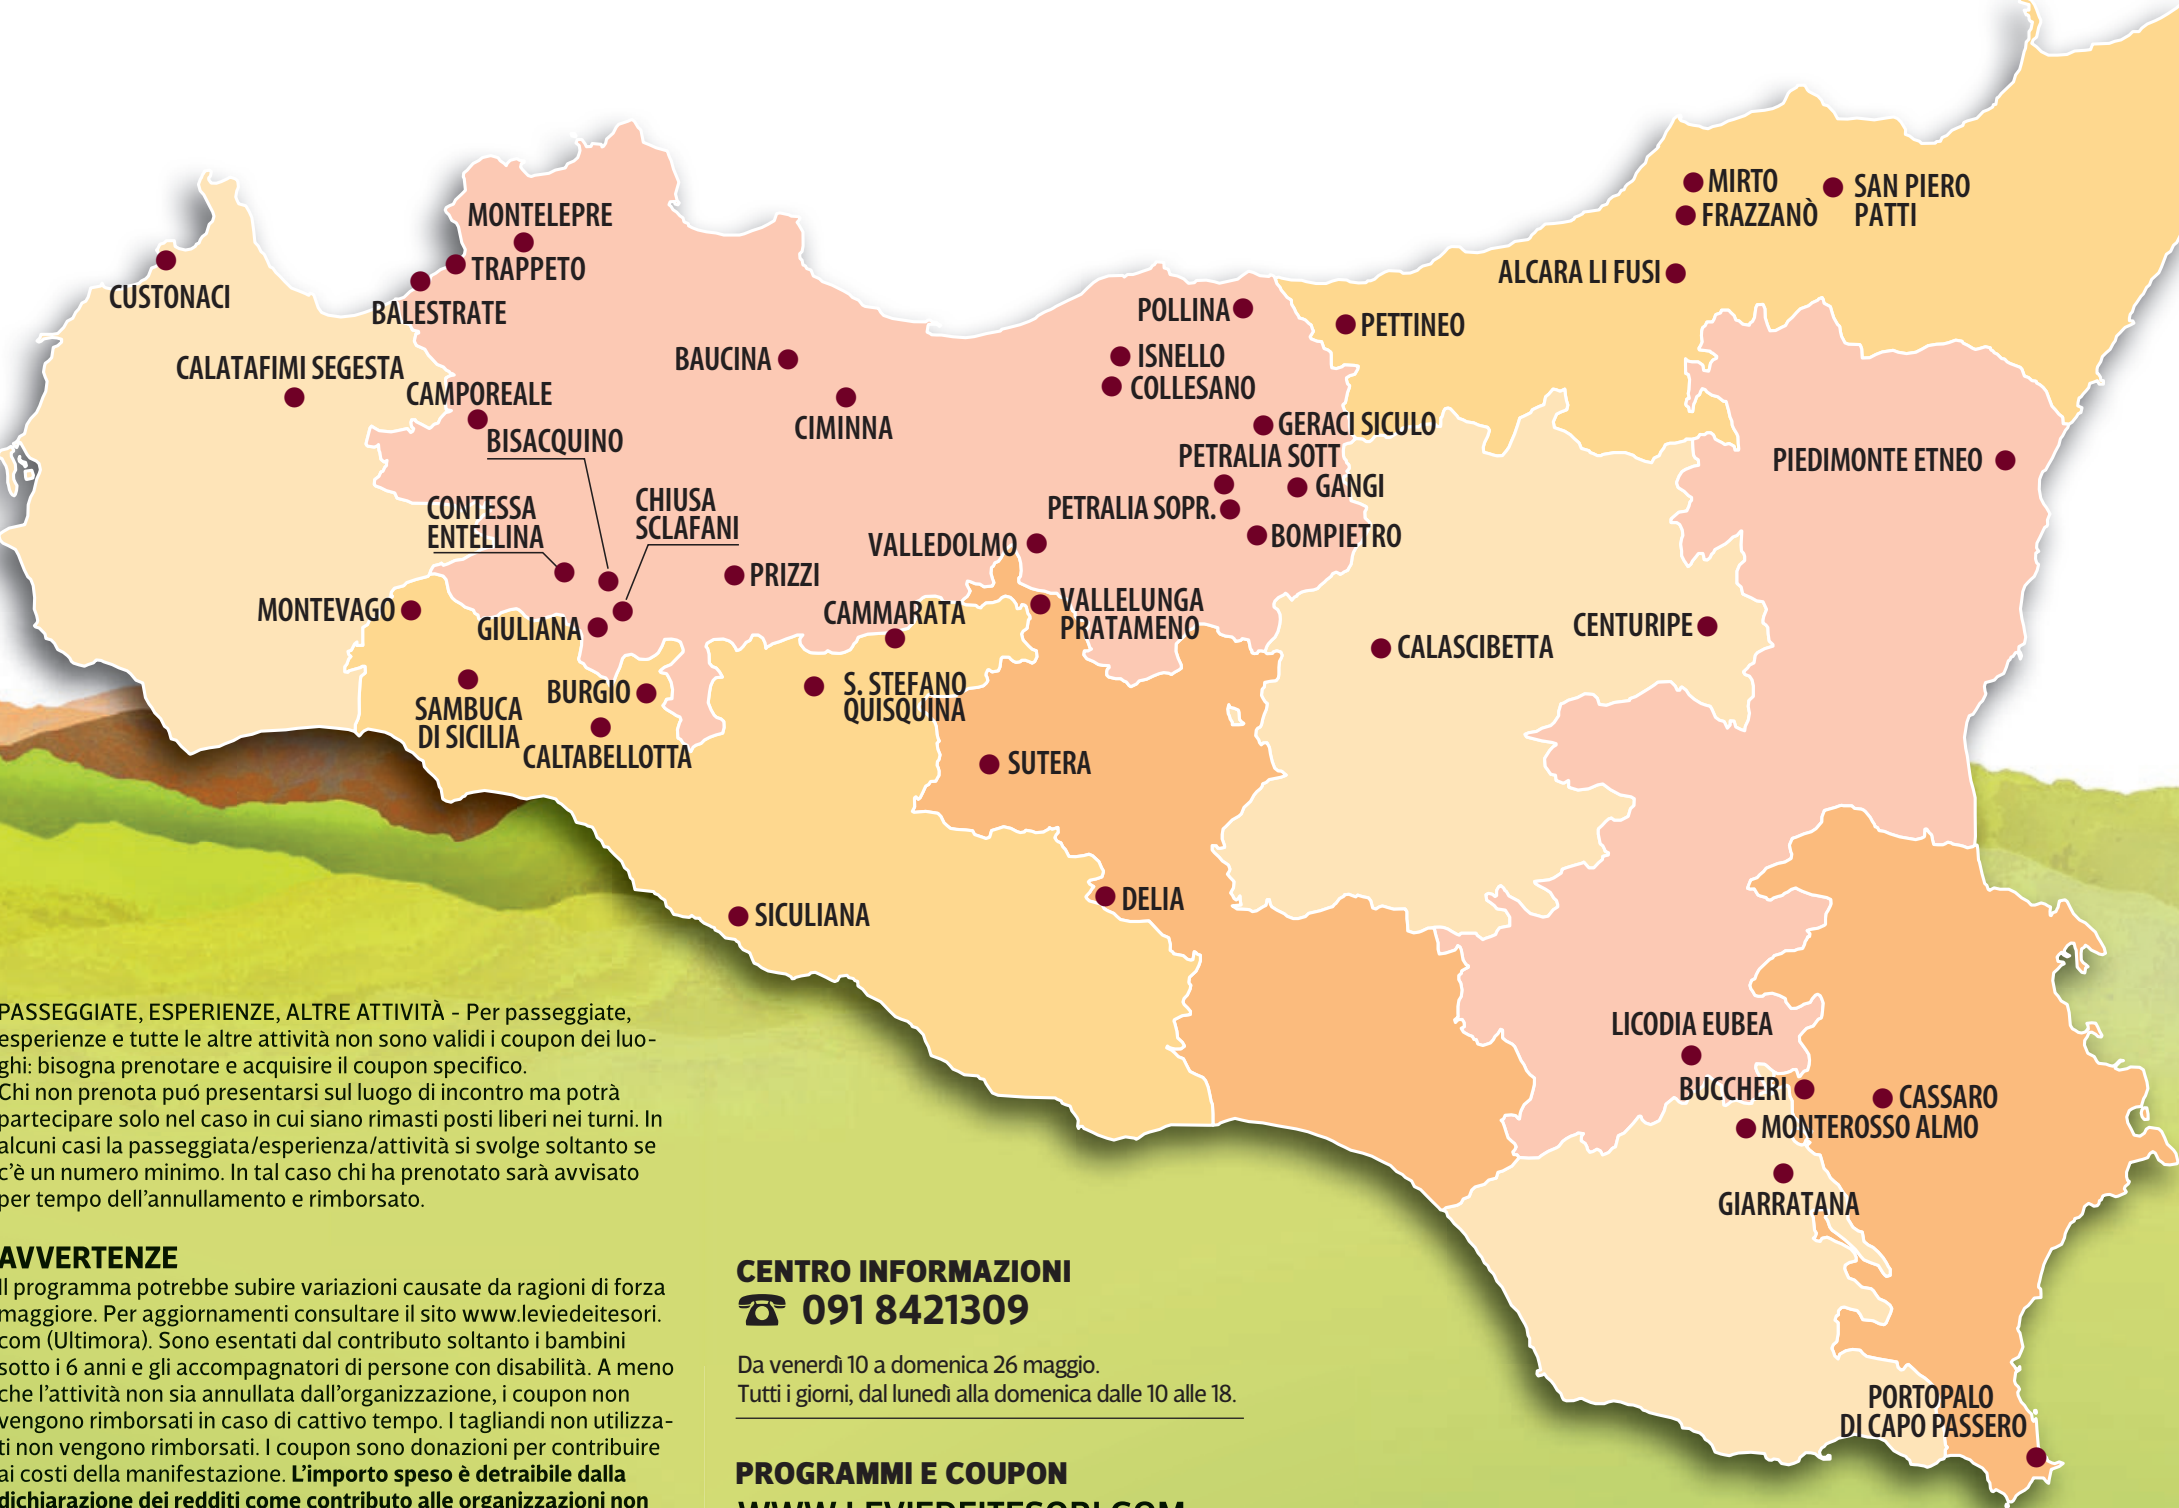 MIRTO
SAN PIERO
PATTI
FRAZZANÒ
MONTELEPRE
TRAPPETO
ALCARA LI FUSI
CUSTONACI
BALESTRATE
POLLINA
PETTINEO
CALATAFIMI SEGESTA
BAUCINA
ISNELLO
COLLESANO
CAMPOREALE
BISACQUINO
CIMINNA
GERACI SICULO
PETRALIA SOTT
PIEDIMONTE ETNEO
GANGI
CONTESSA
ENTELLINA
CHIUSA
SCLAFANI
PETRALIA SOPR.
VALLEDOLMO
BOMPIETRO
PRIZZI
MONTEVAGO
GIULIANA
CAMMARATA
VALLELUNGA
PRATAMENO
CENTURIPE
CALASCIBETTA
SAMBUCA
DI SICILIA
BURGIO
CALTABELLOTTA
S. STEFANO
QUISQUINA
SUTERA
DELIA
SICULIANA
LICODIA EUBEA
BUCCHERI
CASSARO
MONTEROSSO ALMO
GIARRATANA
PORTOPALO
DI CAPO PASSERO
PASSEGGIATE, ESPERIENZE, ALTRE ATTIVITÀ - Per passeggiate,
esperienze e tutte le altre attività non sono validi i coupon dei luo-
ghi: bisogna prenotare e acquisire il coupon specifico.
Chi non prenota puó presentarsi sul luogo di incontro ma potrà
partecipare solo nel caso in cui siano rimasti posti liberi nei turni. In
alcuni casi la passeggiata/esperienza/attività si svolge soltanto se
c'è un numero minimo. In tal caso chi ha prenotato sarà avvisato
per tempo dell'annullamento e rimborsato.
AVVERTENZE
Il programma potrebbe subire variazioni causate da ragioni di forza
maggiore. Per aggiornamenti consultare il sito www.leviedeitesori.
com (Ultimora). Sono esentati dal contributo soltanto i bambini
sotto i 6 anni e gli accompagnatori di persone con disabilità. A meno
che l'attività non sia annullata dall'organizzazione, i coupon non
vengono rimborsati in caso di cattivo tempo. I tagliandi non utilizza-
ti non vengono rimborsati. I coupon sono donazioni per contribuire
ai costi della manifestazione. L'importo speso è detraibile dalla
dichiarazione dei redditi come contributo alle organizzazioni non
CENTRO INFORMAZIONI
☎ 091 8421309
Da venerdì 10 a domenica 26 maggio.
Tutti i giorni, dal lunedì alla domenica dalle 10 alle 18.
PROGRAMMI E COUPON
WWW.LEVIEDEITESORI.COM